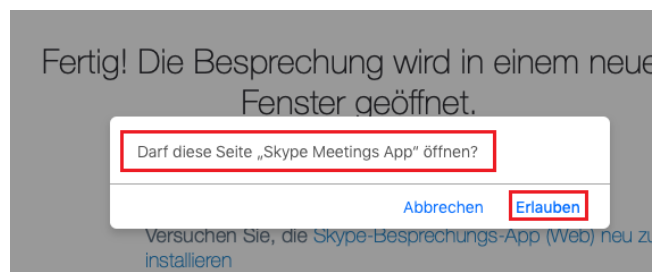 Fertig! Die Besprechung wird in einem neue
Fenster geöffnet.
Darf diese Seite „Skype Meetings App" öffnen?
Abbrechen Erlauben
Versuchen Sie, die Skype-Besprechungs-App (Web) neu zu
installieren